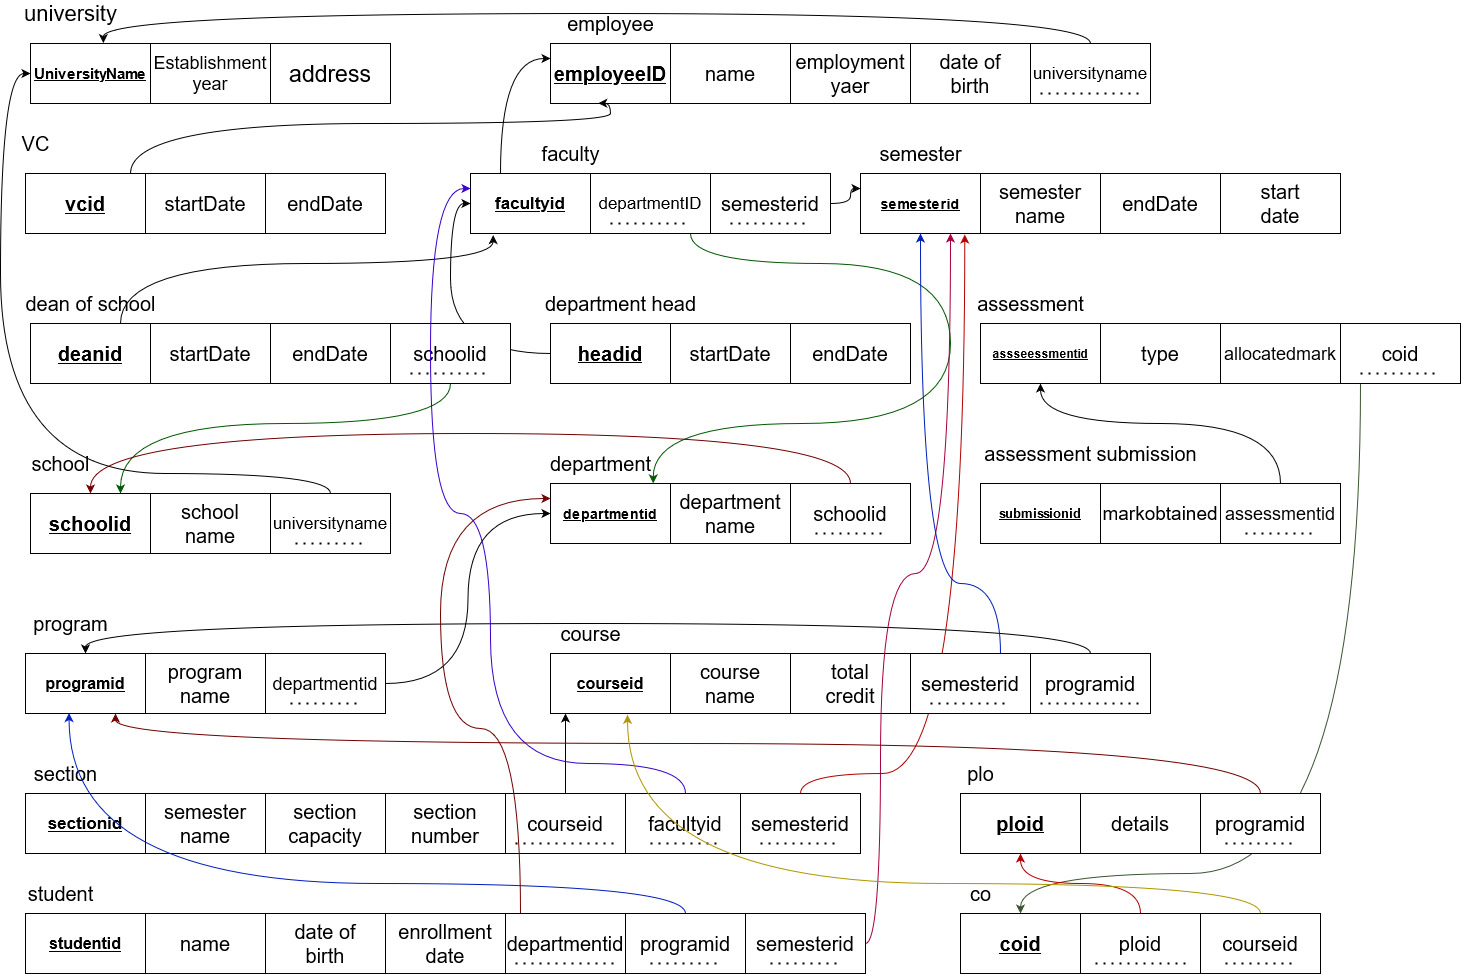 university
employee
UniversityName
Establishment
year
address
employeeID
name
employment
yaer
date of
birth
universityname
VC
faculty
semester
vcid
startDate
endDate
facultyid
departmentID
semesterid
semesterid
semester
name
endDate
start
date
dean of school
department head
assessment
deanid
startDate
endDate
schoolid
headid
startDate
endDate
assseessmentid
type
allocatedmark
coid
school
department
assessment submission
schoolid
school
name
universityname
departmentid
department
name
schoolid
submissionid
markobtained
assessmentid
program
course
programid
program
name
departmentid
courseid
course
name
total
credit
semesterid
programid
section
plo
sectionid
semester
name
section
capacity
section
number
courseid
facultyid
semesterid
ploid
details
programid
student
co
studentid
name
date of
birth
enrollment
date
departmentid
programid
semesterid
coid
ploid
courseid